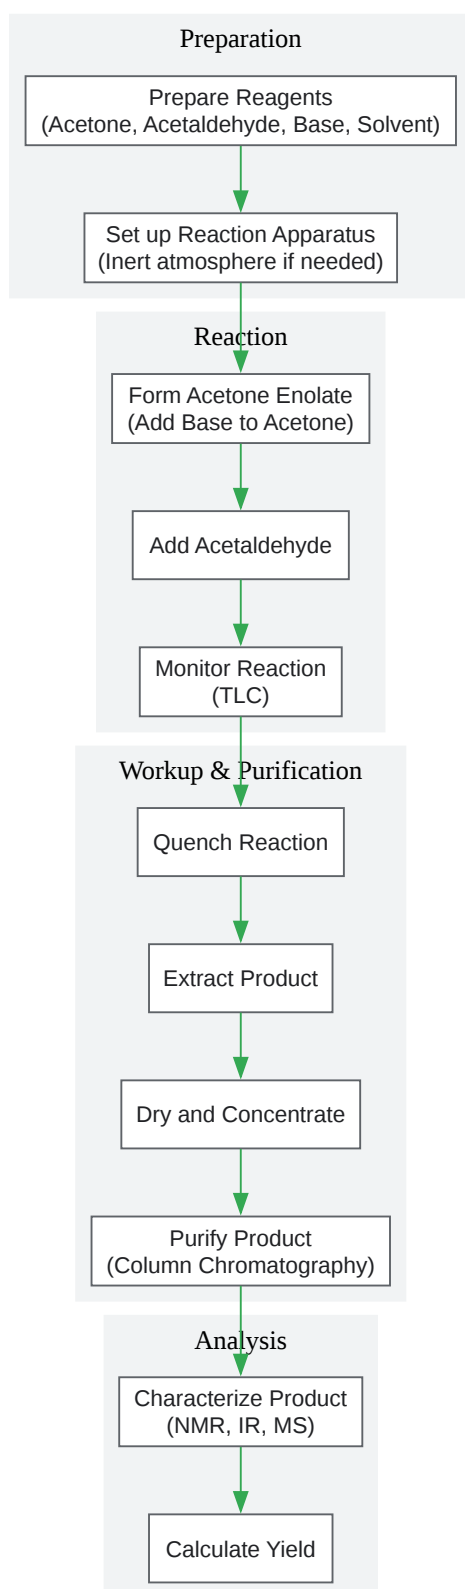 Preparation
Prepare Reagents
(Acetone, Acetaldehyde, Base, Solvent)
Set up Reaction Apparatus
(Inert atmosphere if needed)
Reaction
Form Acetone Enolate
(Add Base to Acetone)
Add Acetaldehyde
Monitor Reaction
(TLC)
Workup & Purification
Quench Reaction
Extract Product
Dry and Concentrate
Purify Product
(Column Chromatography)
Analysis
Characterize Product
(NMR, IR, MS)
Calculate Yield